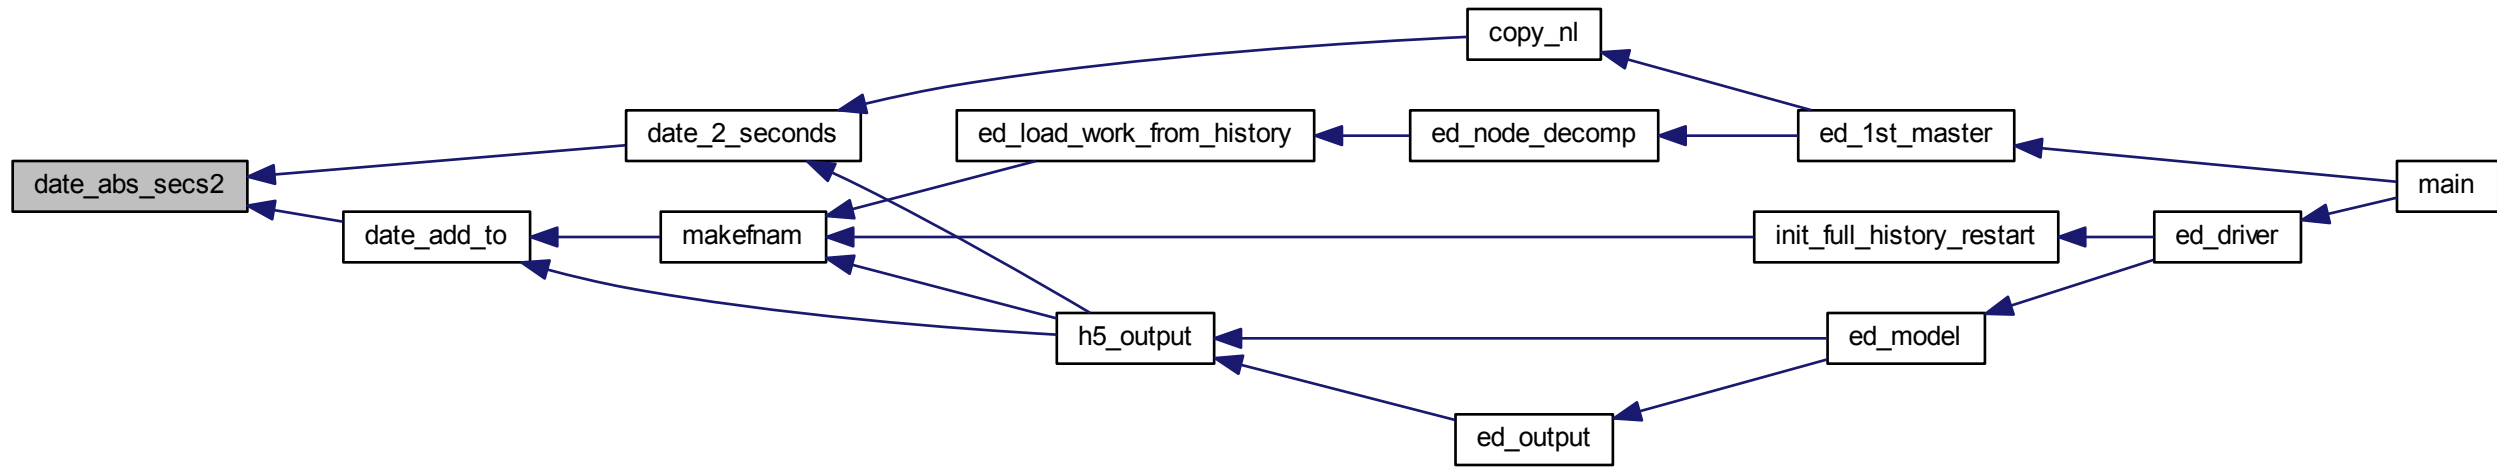 copy_nl
date_2_seconds
ed_load_work_from_history
ed_node_decomp
ed_1st_master
date_abs_secs2
main
date_add_to
makefnam
init_full_history_restart
ed_driver
h5_output
ed_model
ed_output